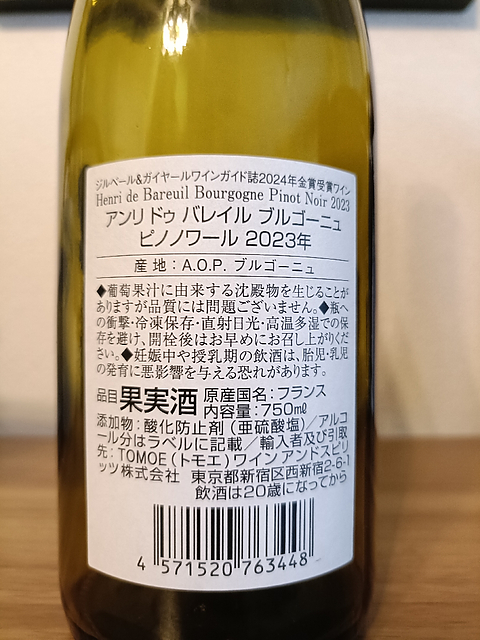 ジルベール&ガイヤールワインガイド誌2024年金賞受賞ワイン
Henri de Bareuil Bourgogne Pinot Noir 2023
アンリ ドゥ バレイル ブルゴーニュ
ピノノワール 2023年
産 地：A.O.P. ブルゴーニュ
◆葡萄果汁に由来する沈殿物を生じることが
ありますが品質には問題ございません。◆瓶へ
の衝撃・冷凍保存・直射日光・高温多湿での保
存を避け、開栓後はお早めにお召し上がりくだ
さい。◆妊娠中や授乳期の飲酒は、胎児・乳児
の発育に悪影響を与える恐れがあります。
品目 果実酒 原産国名：フランス
内容量：750㎖
添加物：酸化防止剤（亜硫酸塩）／アルコ
ール分はラベルに記載／輸入者及び引取
先：TOMOE（トモエ）ワインアンドスピリ
ッツ株式会社 東京都新宿区西新宿2-6-1
飲酒は20歳になってから
4 571520 763448